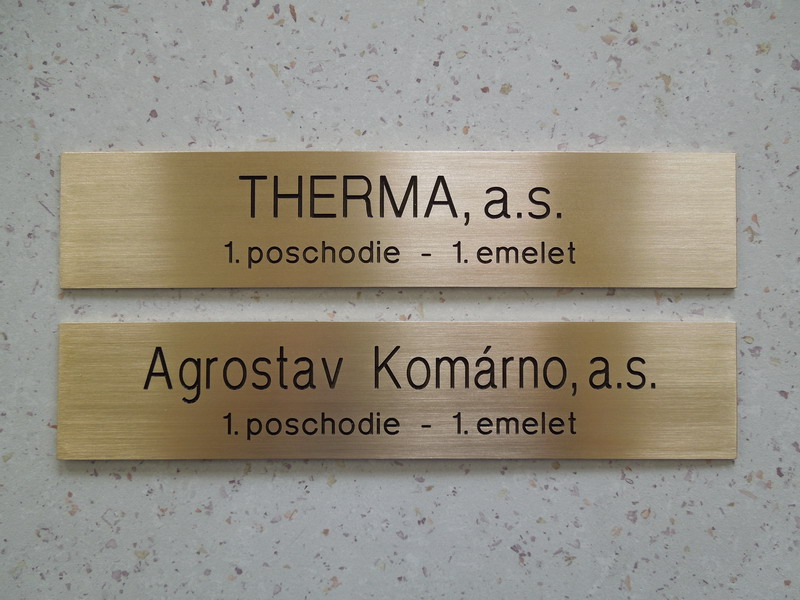 THERMA, a.s.
1. poschodie - 1. emelet
Agrostav Komárno, a.s.
1. poschodie - 1. emelet